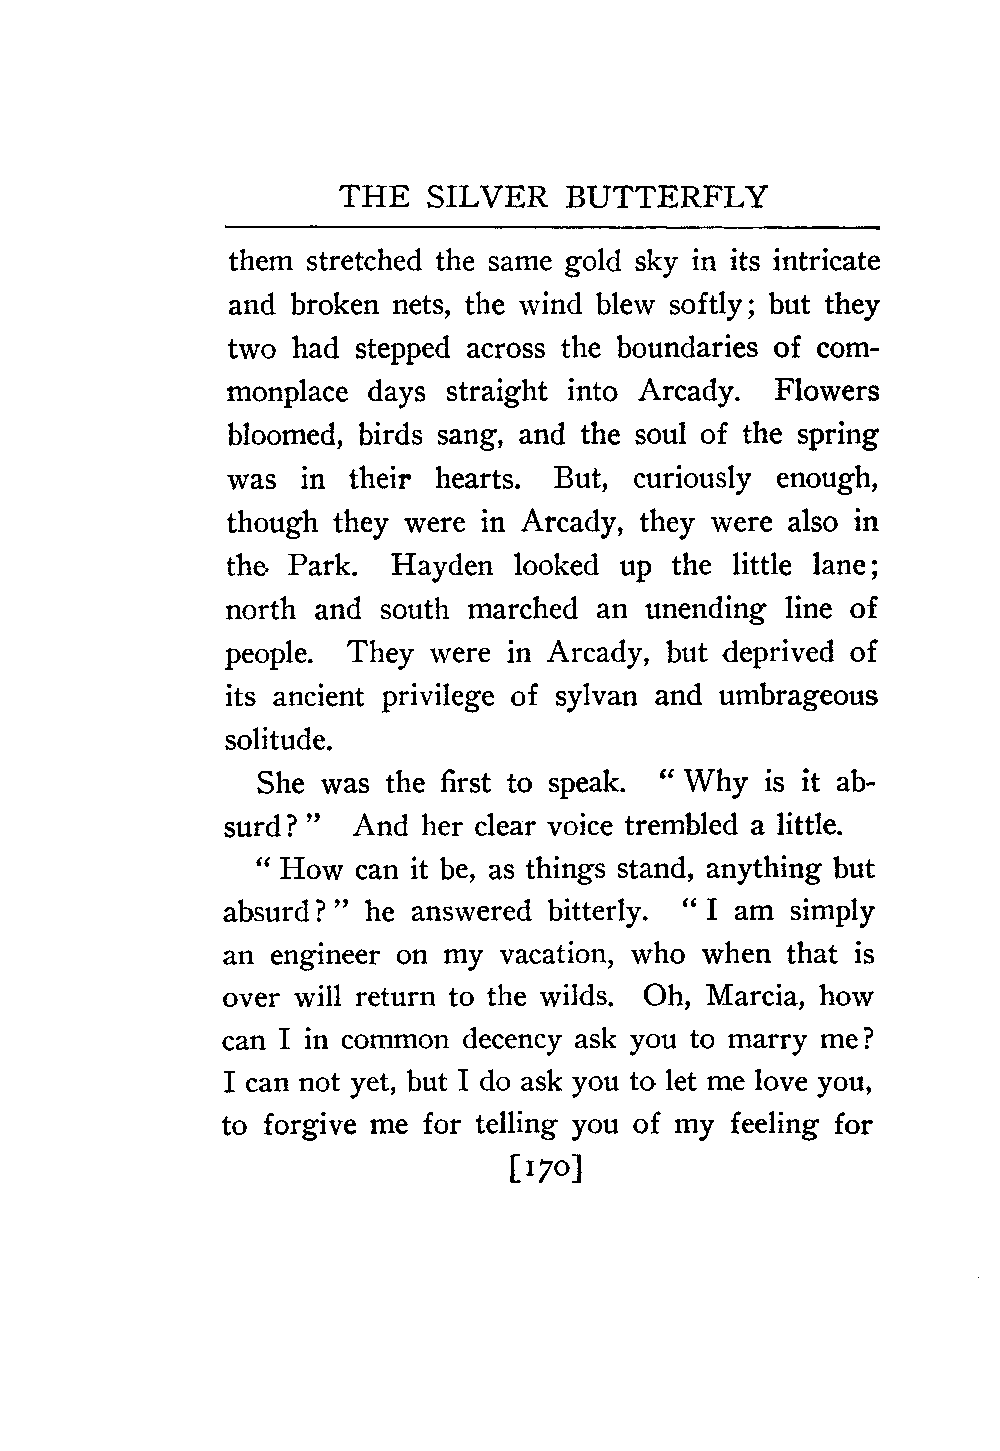 THE SILVER BUTTERFLY
them stretched the same gold sky in its intricate
and broken nets, the wind blew softly; but they
two had stepped across the boundaries of com-
monplace days straight into Arcady. Flowers
bloomed, birds sang, and the soul of the spring
was in their hearts. But, curiously enough,
though they were in Arcady, they were also in
the Park. Hayden looked up the little lane;
north and south marched an unending line of
people. They were in Arcady, but deprived of
its ancient privilege of sylvan and umbrageous
solitude.
She was the first to speak. “ Why is it ab-
surd? ” And her clear voice trembled a little.
“ How can it be, as things stand, anything but
absurd? ” he answered bitterly. “ I am simply
an engineer on my vacation, who when that is
over will return to the wilds. Oh, Marcia, how
can I in common decency ask you to marry me?
I can not yet, but I do ask you to let me love you,
to forgive me for telling you of my feeling for
[170]